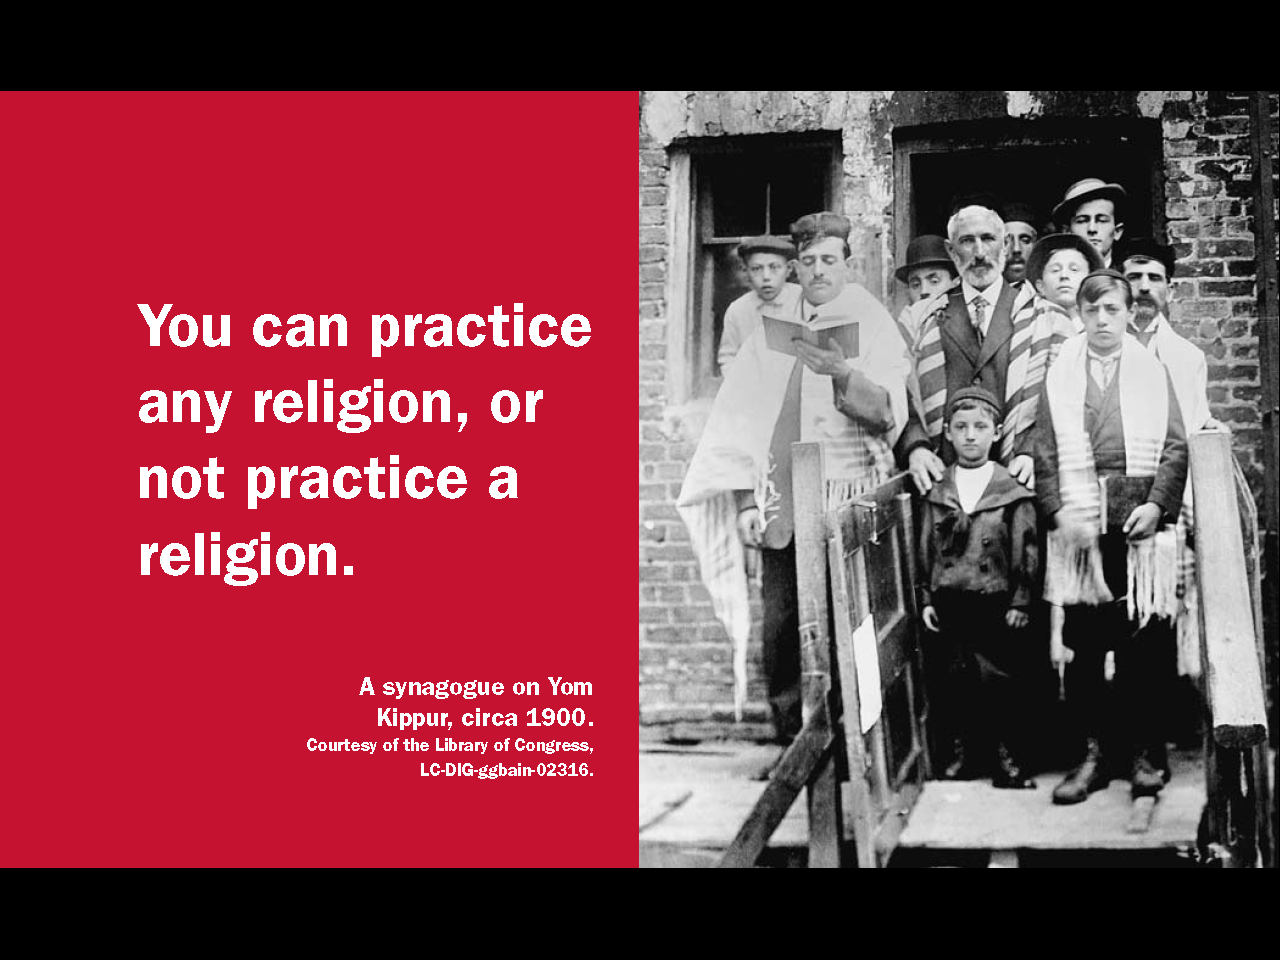 You can practice
any religion, or
not practice a
religion.
A synagogue on Yom
Kippur, circa 1900.
Courtesy of the Library of Congress,
LC-DIG-ggbain-02316.